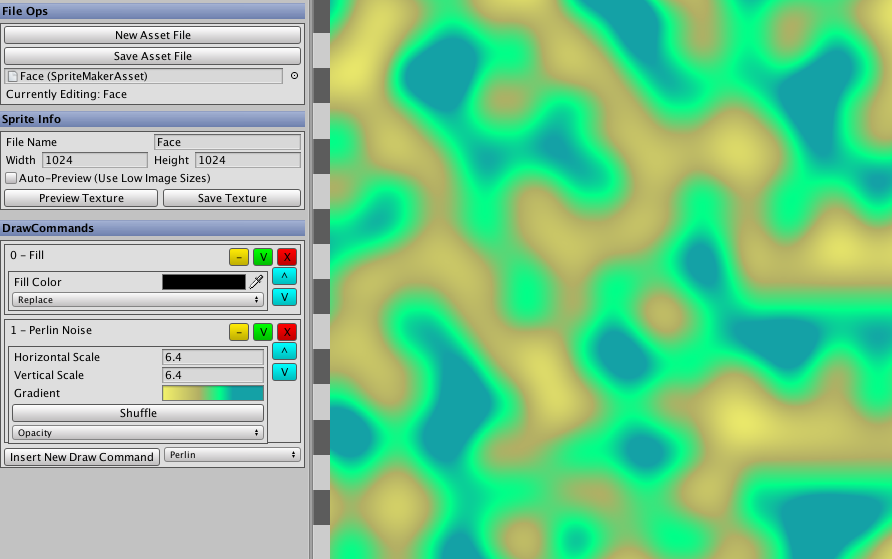 File Ops
New Asset File
Save Asset File
Face (SpriteMakerAsset)
Currently Editing: Face
Sprite Info
File Name Face
Width 1024 Height 1024
Auto-Preview (Use Low Image Sizes)
Preview Texture Save Texture
DrawCommands
0 - Fill - V X
Fill Color ^
Replace V
1 - Perlin Noise - V X
^
Horizontal Scale 6.4
Vertical Scale 6.4 V
Gradient
Shuffle
Opacity
Insert New Draw Command Perlin